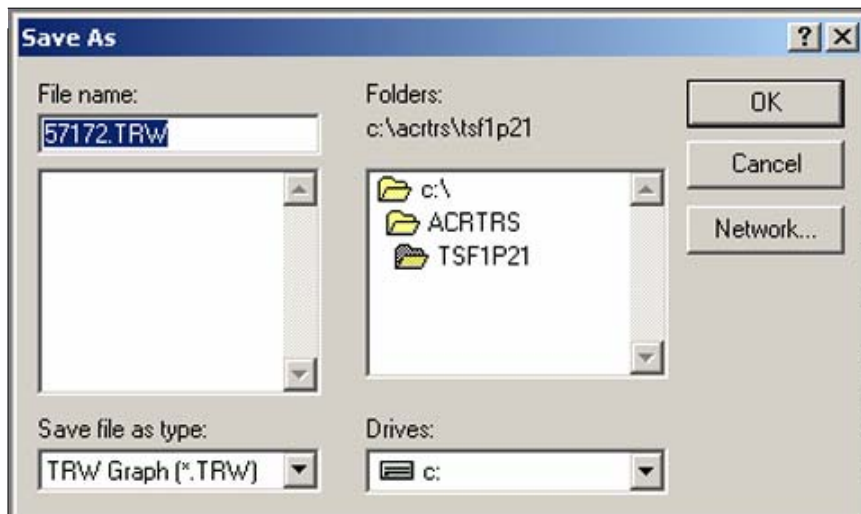 Save As
File name:
57172.TRW
Folders:
c:\acrtrs\tsf1p21
c:\
ACRTRS
TSF1P21
OK
Cancel
Network...
Save file as type:
TRW Graph (*.TRW)
Drives:
c: